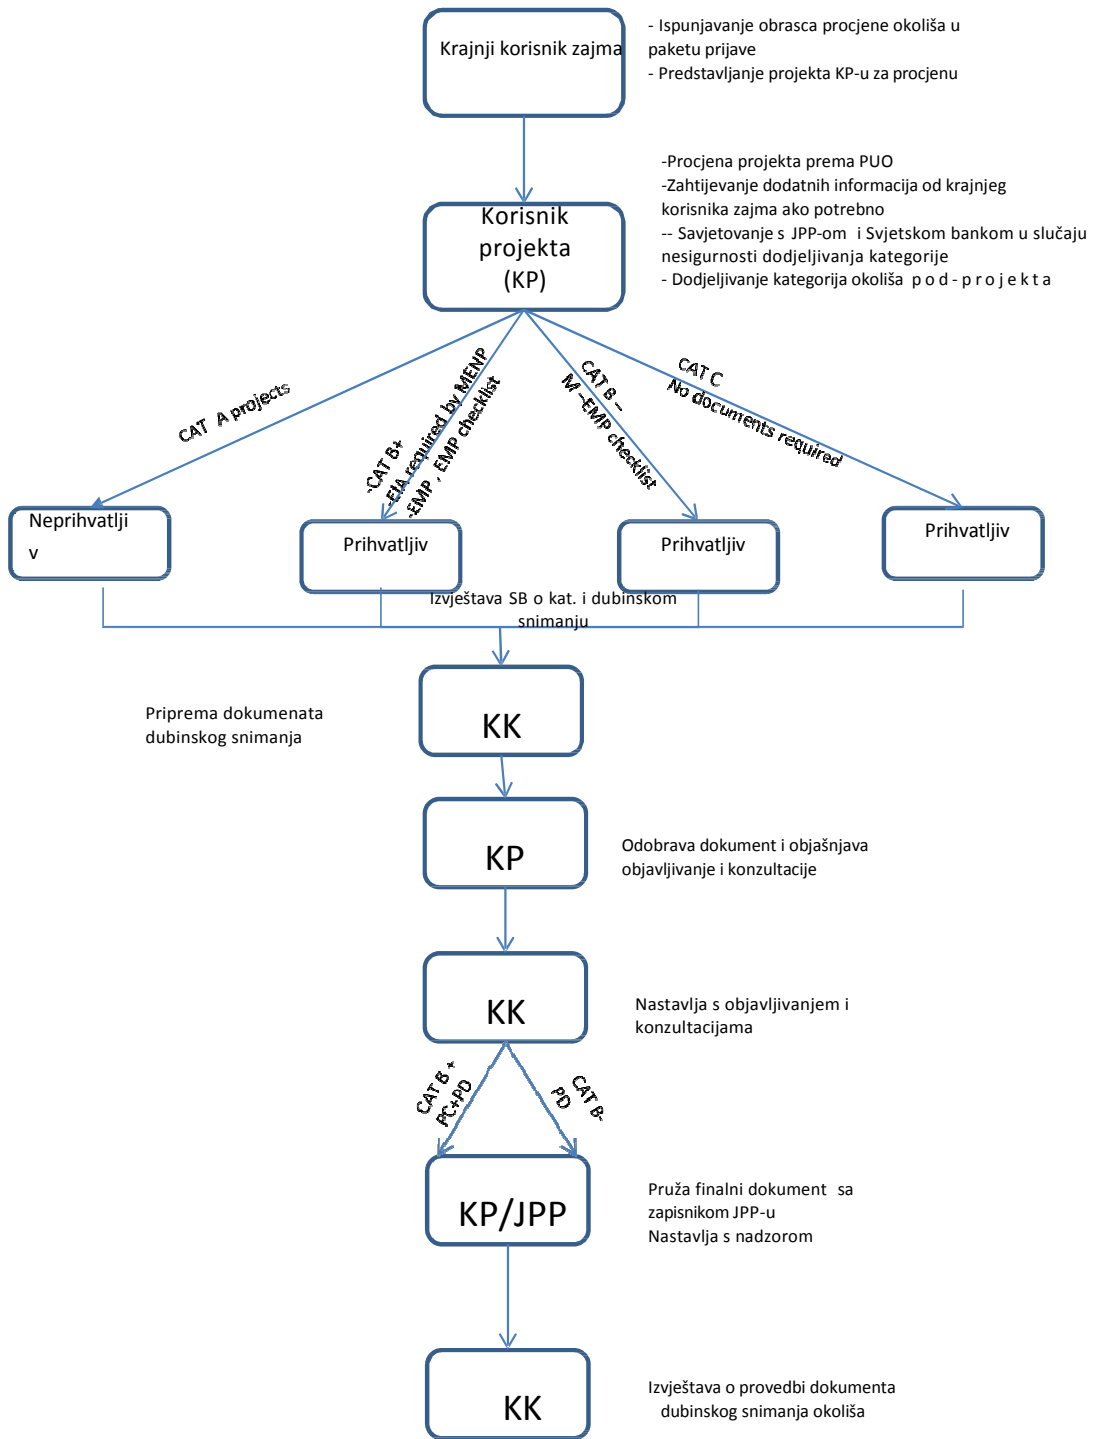 Krajnji korisnik zajma
- Ispunjavanje obrasca procjene okoliša u
paketu prijave
- Predstavljanje projekta KP-u za procjenu
-Procjena projekta prema PUO
-Zahtijevanje dodatnih informacija od krajnjeg
korisnika zajma ako potrebno
-- Savjetovanje s JPP-om i Svjetskom bankom u slučaju
nesigurnosti dodjeljivanja kategorije
- Dodjeljivanje kategorija okoliša p o d - p r o j e k t a
Korisnik
projekta
(KP)
CAT A projects
-CAT B+
-EIA required by MENP
-EMP , EMP checklist
CAT B –
M –EMP checklist
CAT C
No documents required
Neprihvatlji
v
Prihvatljiv
Prihvatljiv
Prihvatljiv
Izvještava SB o kat. i dubinskom
snimanju
KK
Priprema dokumenata
dubinskog snimanja
KP
Odobrava dokument i objašnjava
objavljivanje i konzultacije
KK
Nastavlja s objavljivanjem i
konzultacijama
CAT B +
PC+PD
CAT B-
PD
KP/JPP
Pruža finalni dokument sa
zapisnikom JPP-u
Nastavlja s nadzorom
KK
Izvještava o provedbi dokumenta
dubinskog snimanja okoliša